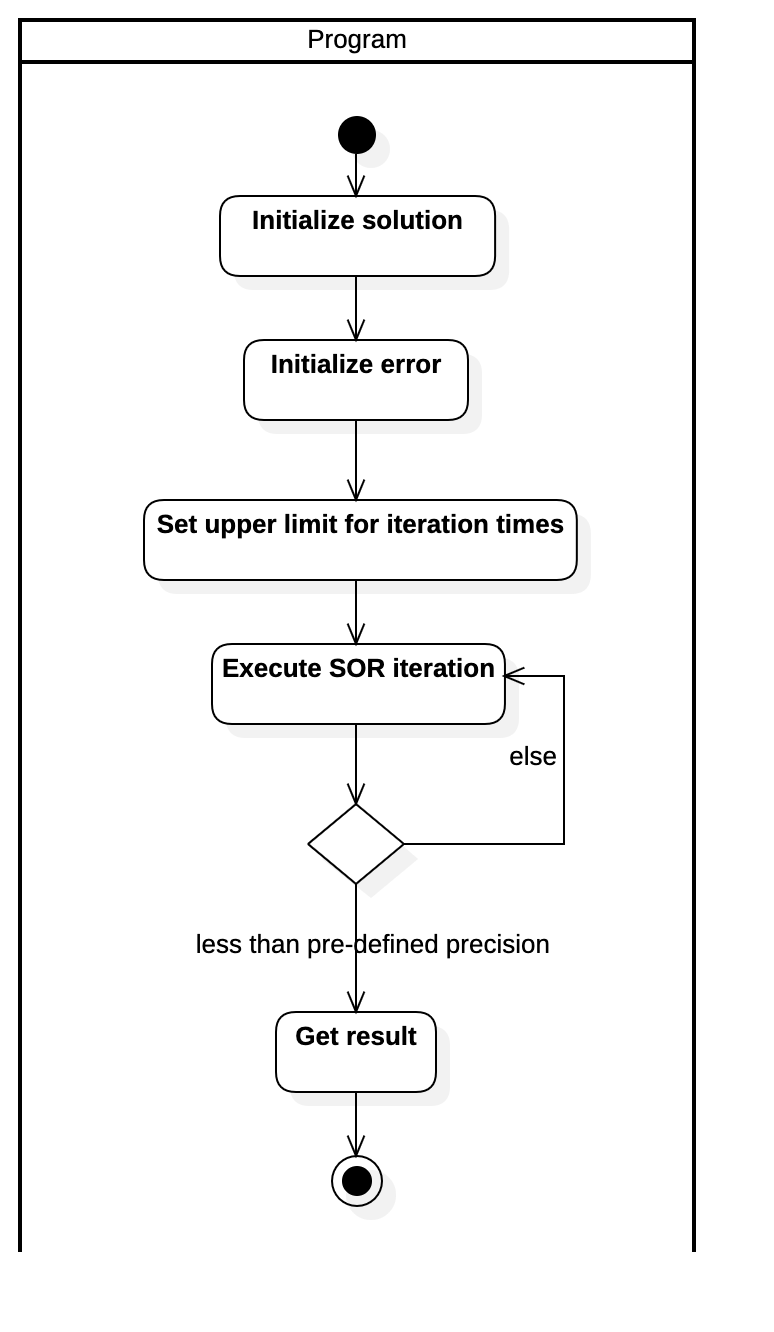 Program
Initialize solution
Initialize error
Set upper limit for iteration times
Execute SOR iteration
else
less than pre-defined precision
Get result